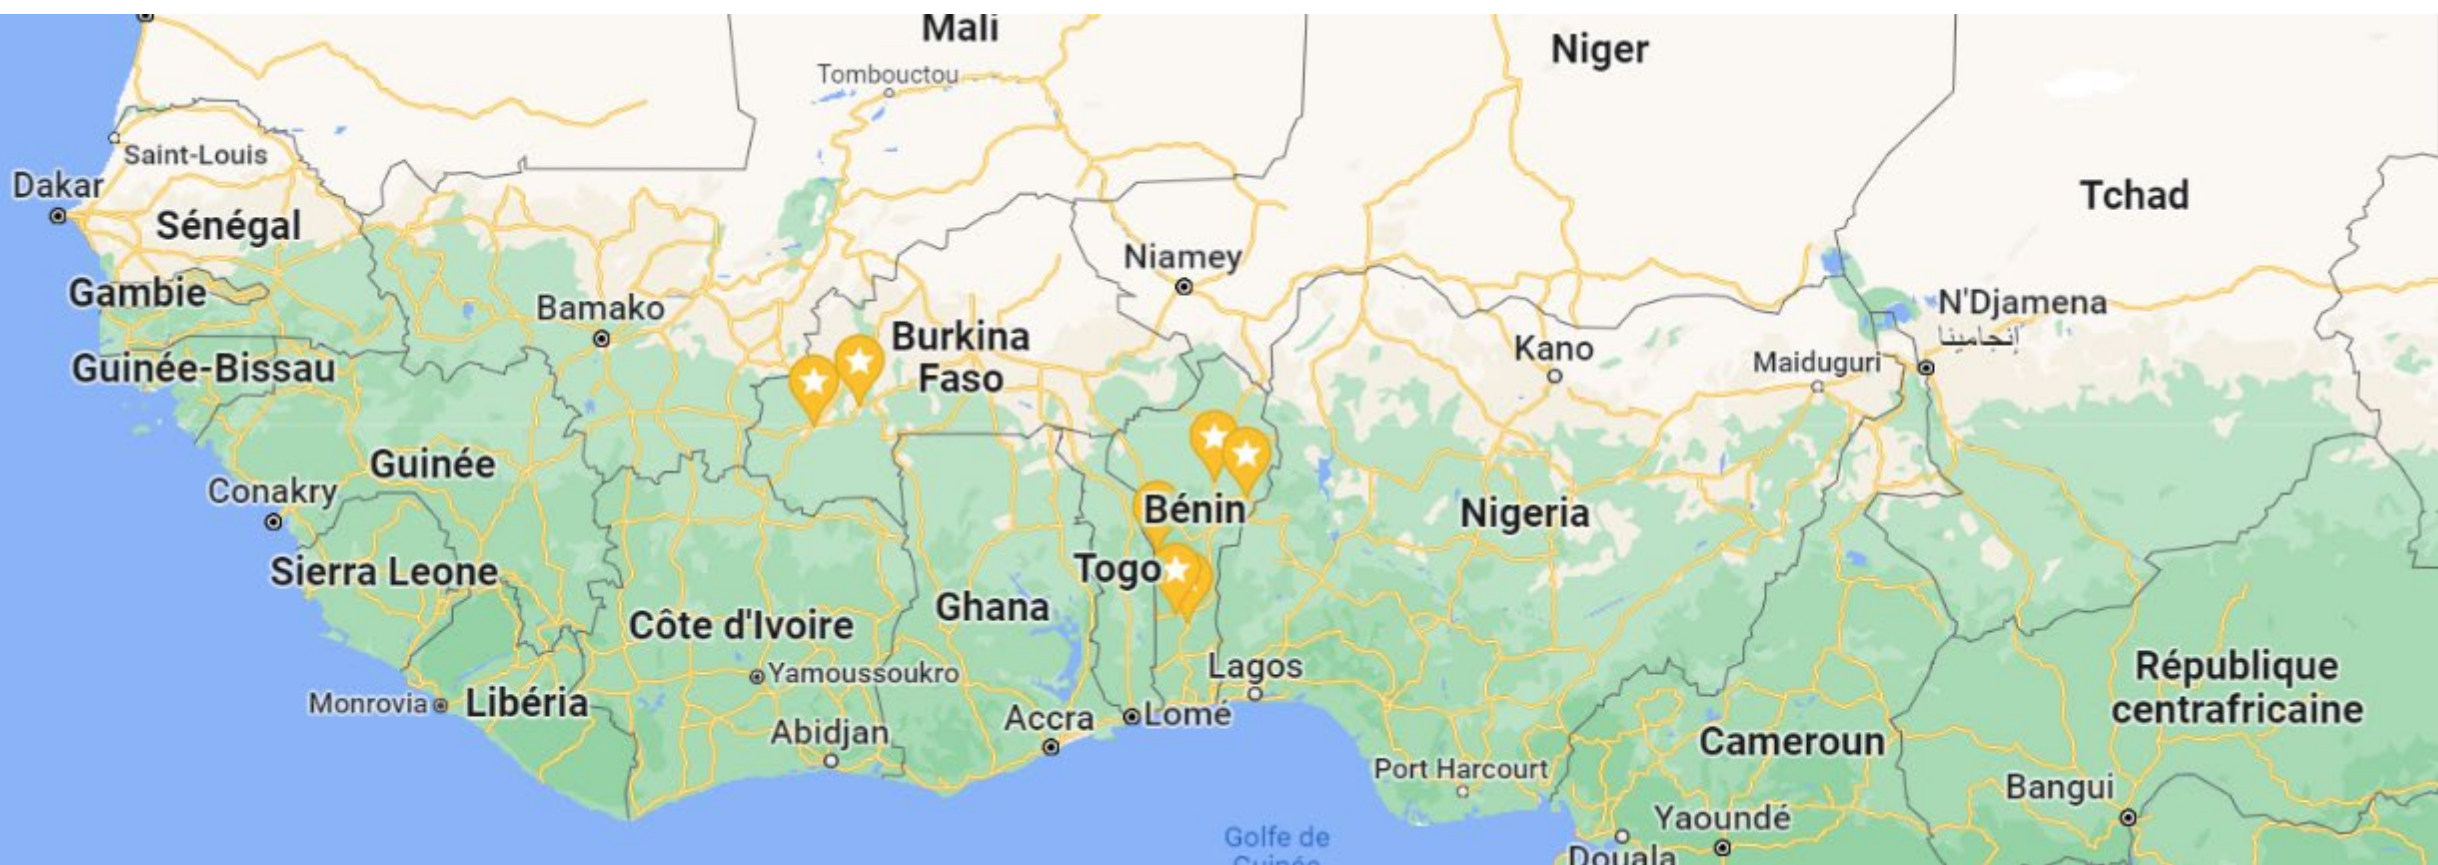 Mali
Niger
Tombouctou
Saint-Louis
Dakar
Tchad
Sénégal
Niamey
Gambie
Bamako
N'Djamena
إنجامينا
Burkina
Faso
Kano
Maiduguri
Guinée-Bissau
Guinée
Conakry
Bénin
Nigeria
Sierra Leone
Togo
Ghana
Côte d'Ivoire
Lagos
République
centrafricaine
Yamoussoukro
Monrovia
Libéria
Accra
Lomé
Abidjan
Cameroun
Port Harcourt
Bangui
Yaoundé
Golfe de
Guinée
Douala